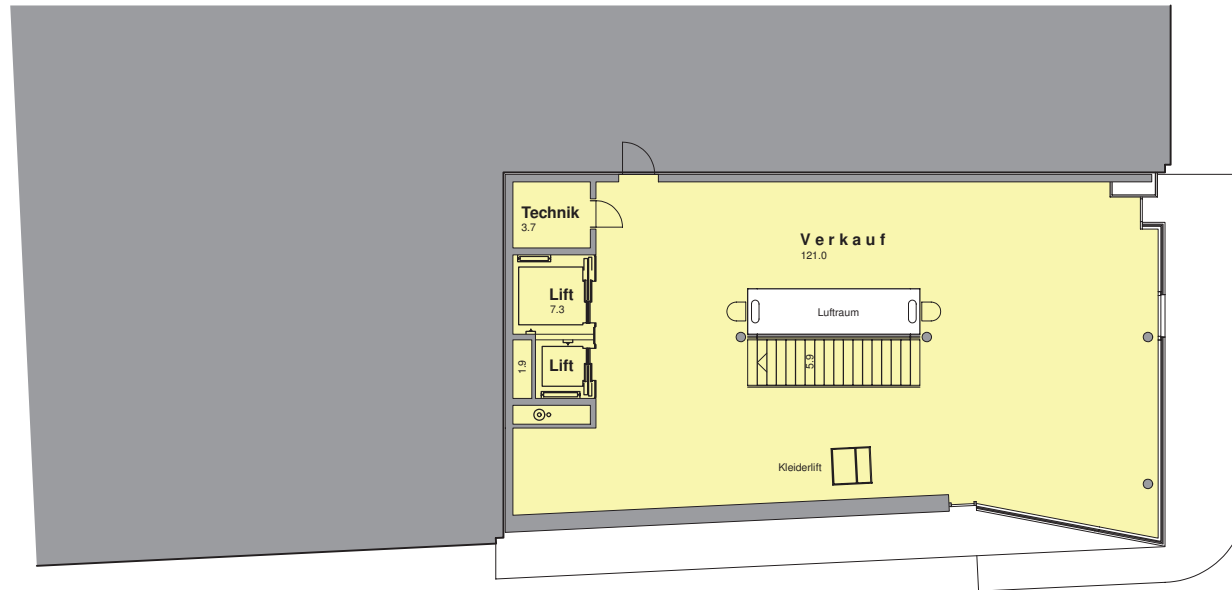 Technik
3.7
Verkauf
121.0
Lift
7.3
Luftraum
1.9
Lift
5.9
Kleiderlift